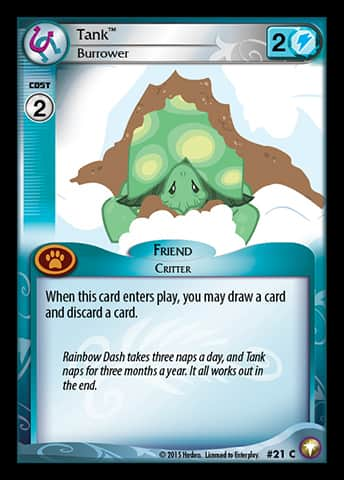 Tank™
Burrower
2
COST
2
FRIEND
CRITTER
When this card enters play, you may draw a card
and discard a card.
Rainbow Dash takes three naps a day, and Tank
naps for three months a year. It all works out in
the end.
© 2015 Hasbro. Licensed to Enterplay. #21 C